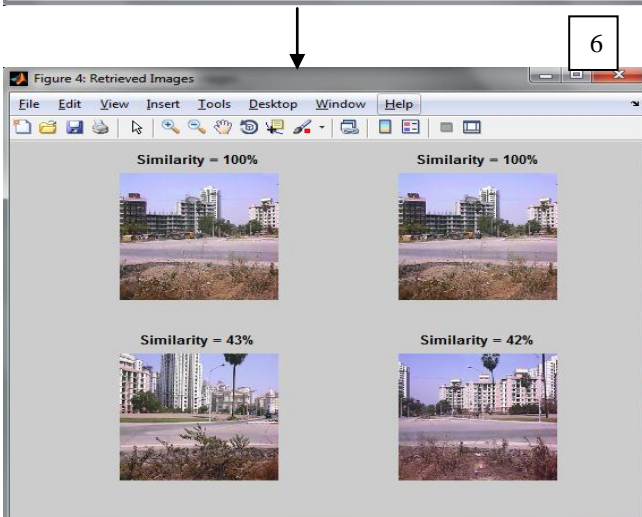 6
Figure 4: Retrieved Images
File Edit View Insert Tools Desktop Window Help
Similarity = 100% Similarity = 100%
Similarity = 43% Similarity = 42%